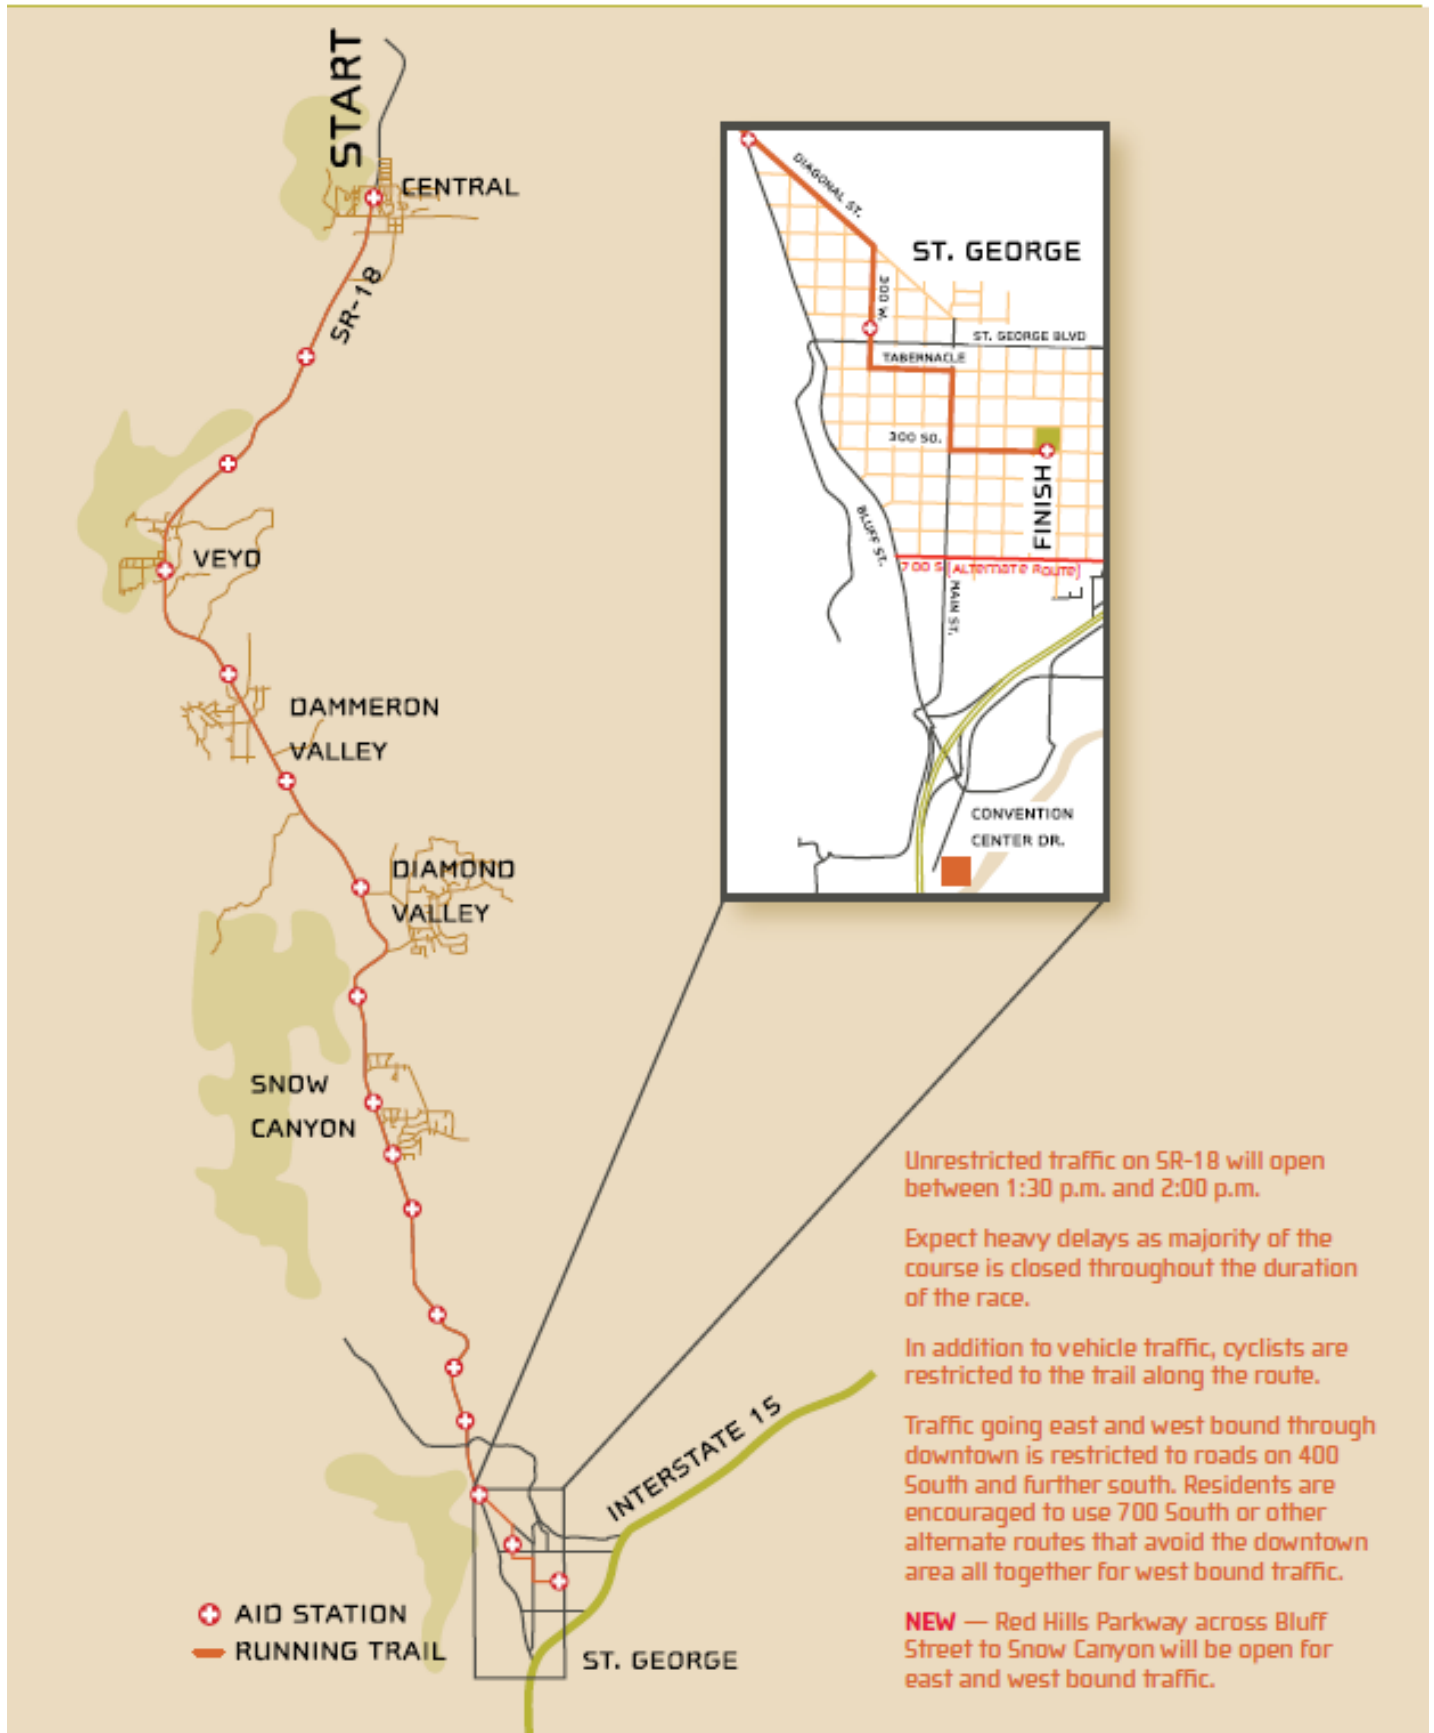 START
CENTRAL
SR-18
VEYO
DAMMERON
VALLEY
DIAMOND
VALLEY
SNOW
CANYON
INTERSTATE 15
ST. GEORGE
AID STATION
RUNNING TRAIL
DIAGONAL ST.
ST. GEORGE
300 W.
ST. GEORGE BLVD
TABERNACLE
300 SO.
FINISH
BLUFF ST.
700 S (Alternate Route)
MAIN ST.
CONVENTION
CENTER DR.
Unrestricted traffic on SR-18 will open
between 1:30 p.m. and 2:00 p.m.
Expect heavy delays as majority of the
course is closed throughout the duration
of the race.
In addition to vehicle traffic, cyclists are
restricted to the trail along the route.
Traffic going east and west bound through
downtown is restricted to roads on 400
South and further south. Residents are
encouraged to use 700 South or other
alternate routes that avoid the downtown
area all together for west bound traffic.
NEW — Red Hills Parkway across Bluff
Street to Snow Canyon will be open for
east and west bound traffic.